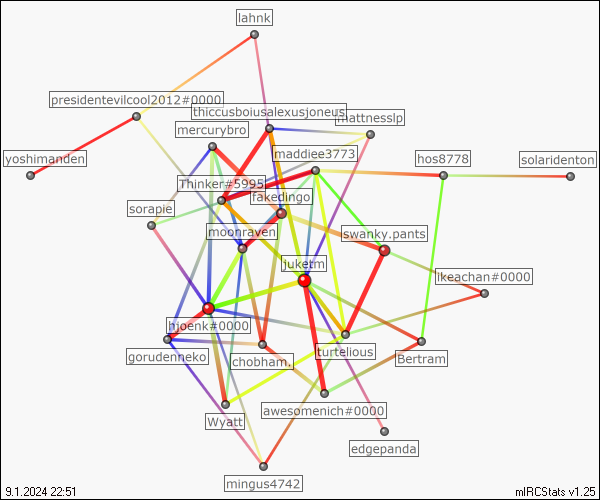 lahnk
presidentevilcool2012#0000
thiccusboiusalexusjoneus
mattnesslp
mercurybro
maddiee3773
hos8778
yoshimanden
solaridenton
Thinker#5995
fakedingo
sorapie
moonraven
swanky.pants
juketm
Ikeachan#0000
hjoenk#0000
gorudenneko
chobham.
turtelious
Bertram
awesomenich#0000
Wyatt
edgepanda
mingus4742
9.1.2024 22:51
mIRCStats v1.25